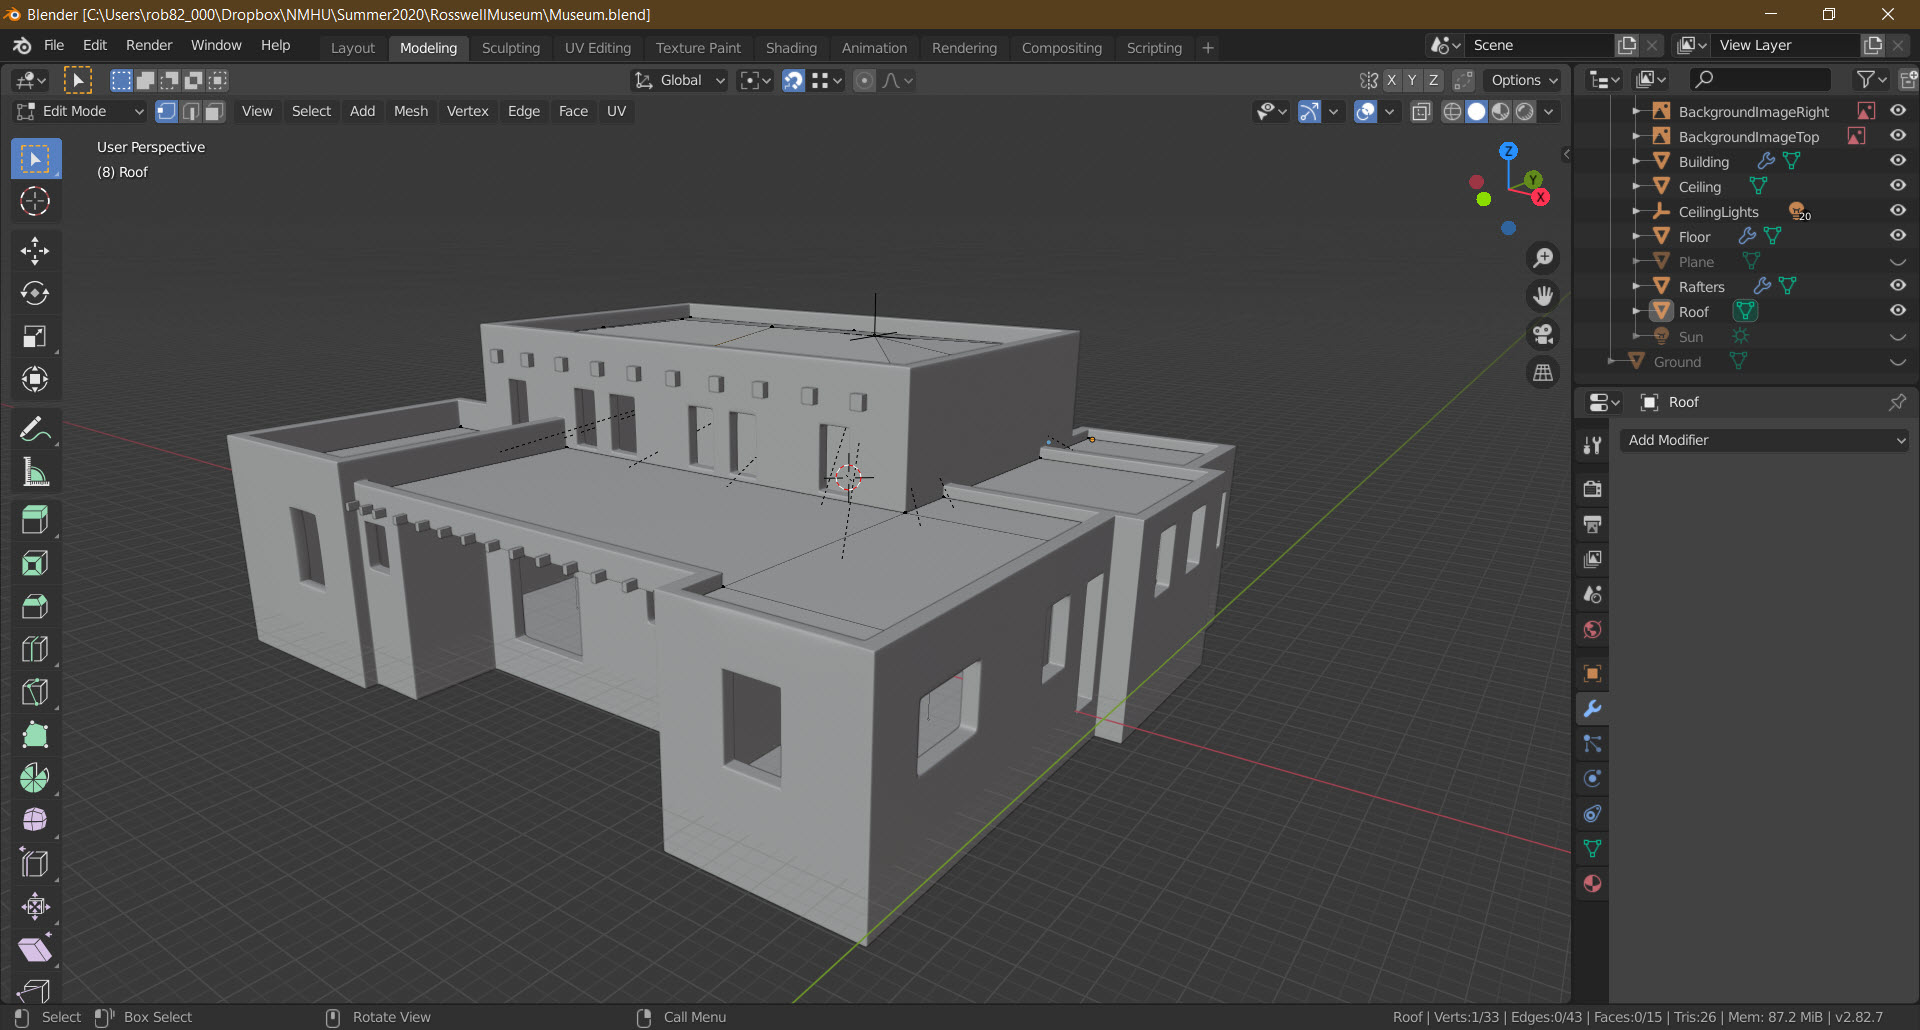 Blender [C:\Users\rob82_000\Dropbox\NMHU\Summer2020\RosswellMuseum\Museum.blend]
File Edit Render Window Help Layout Modeling Sculpting UV Editing Texture Paint Shading Animation Rendering Compositing Scripting + Scene View Layer
Global X Y Z Options
Edit Mode View Select Add Mesh Vertex Edge Face UV
User Perspective
(8) Roof
Z
Y
X
BackgroundImageRight
BackgroundImageTop
Building
Ceiling
CeilingLights 20
Floor
Plane
Rafters
Roof
Sun
Ground
Roof
Add Modifier
Select Box Select Rotate View Call Menu Roof | Verts:1/33 | Edges:0/43 | Faces:0/15 | Tris:26 | Mem: 87.2 MiB | v2.82.7